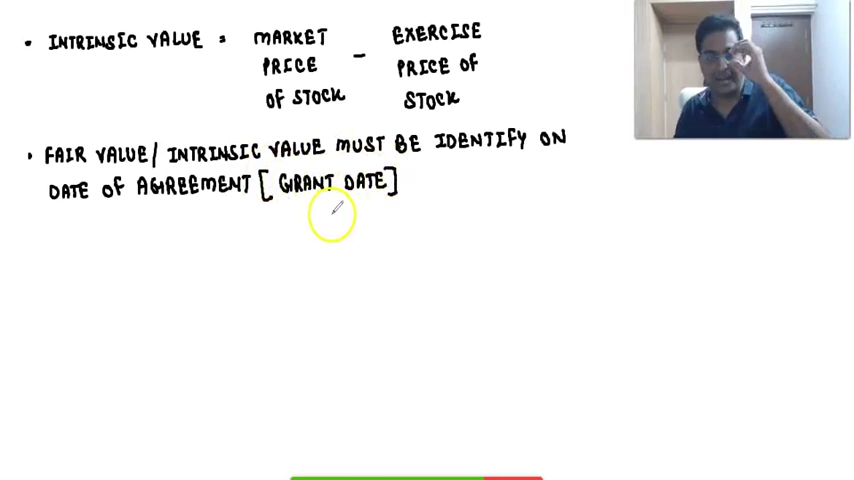 • INTRINSIC VALUE = MARKET PRICE OF STOCK - EXERCISE PRICE OF STOCK
• FAIR VALUE / INTRINSIC VALUE MUST BE IDENTIFY ON
DATE OF AGREEMENT [GRANT DATE]